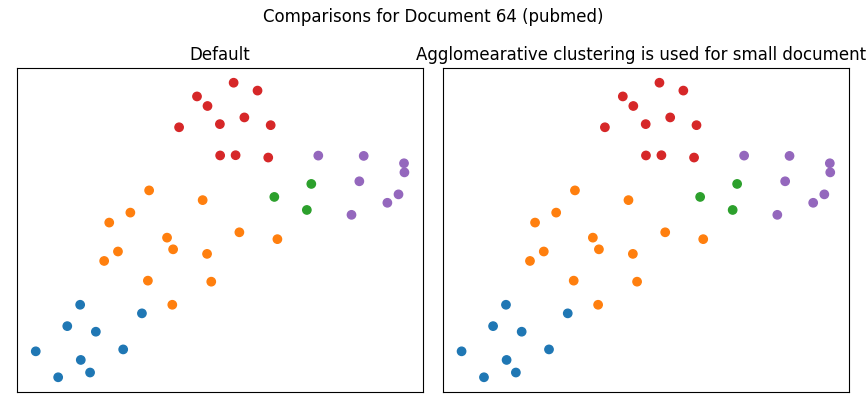 Comparisons for Document 64 (pubmed)
Default
Agglomearative clustering is used for small document